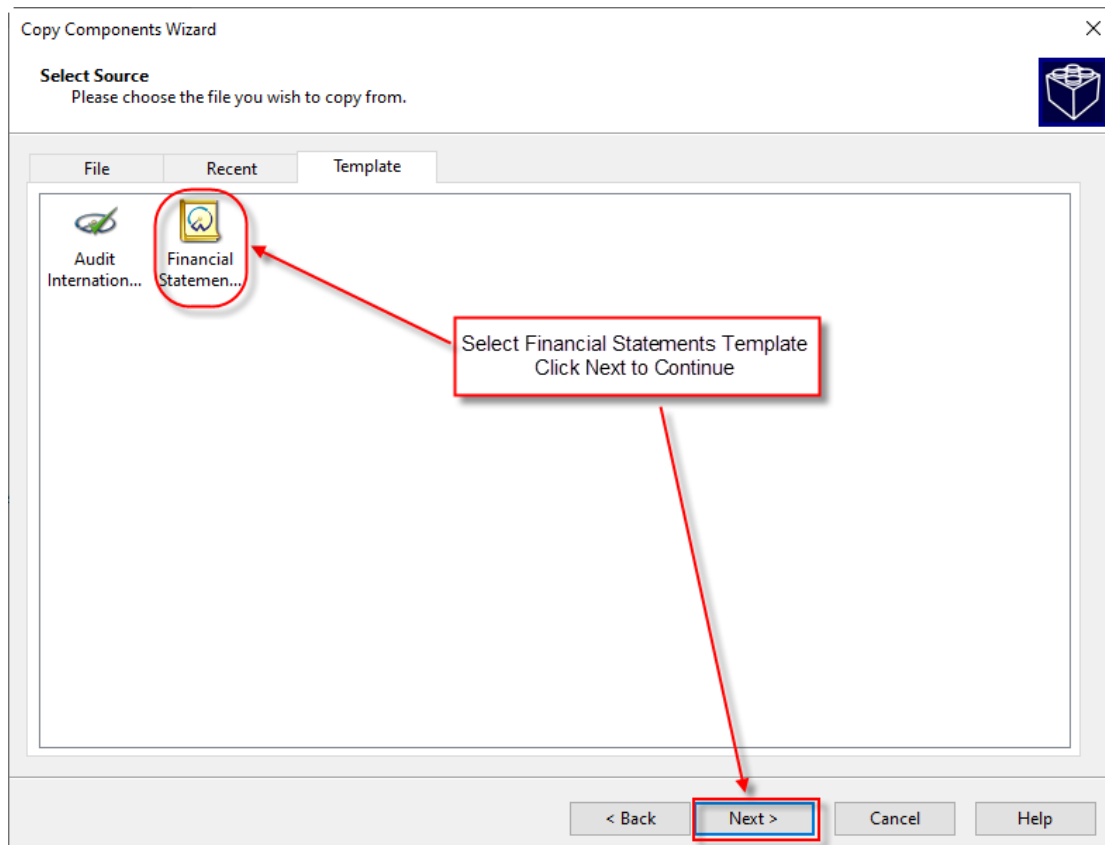 Copy Components Wizard
Select Source
Please choose the file you wish to copy from.
File
Recent
Template
Audit
Internation...
Financial
Statemen...
Select Financial Statements Template
Click Next to Continue
< Back
Next >
Cancel
Help